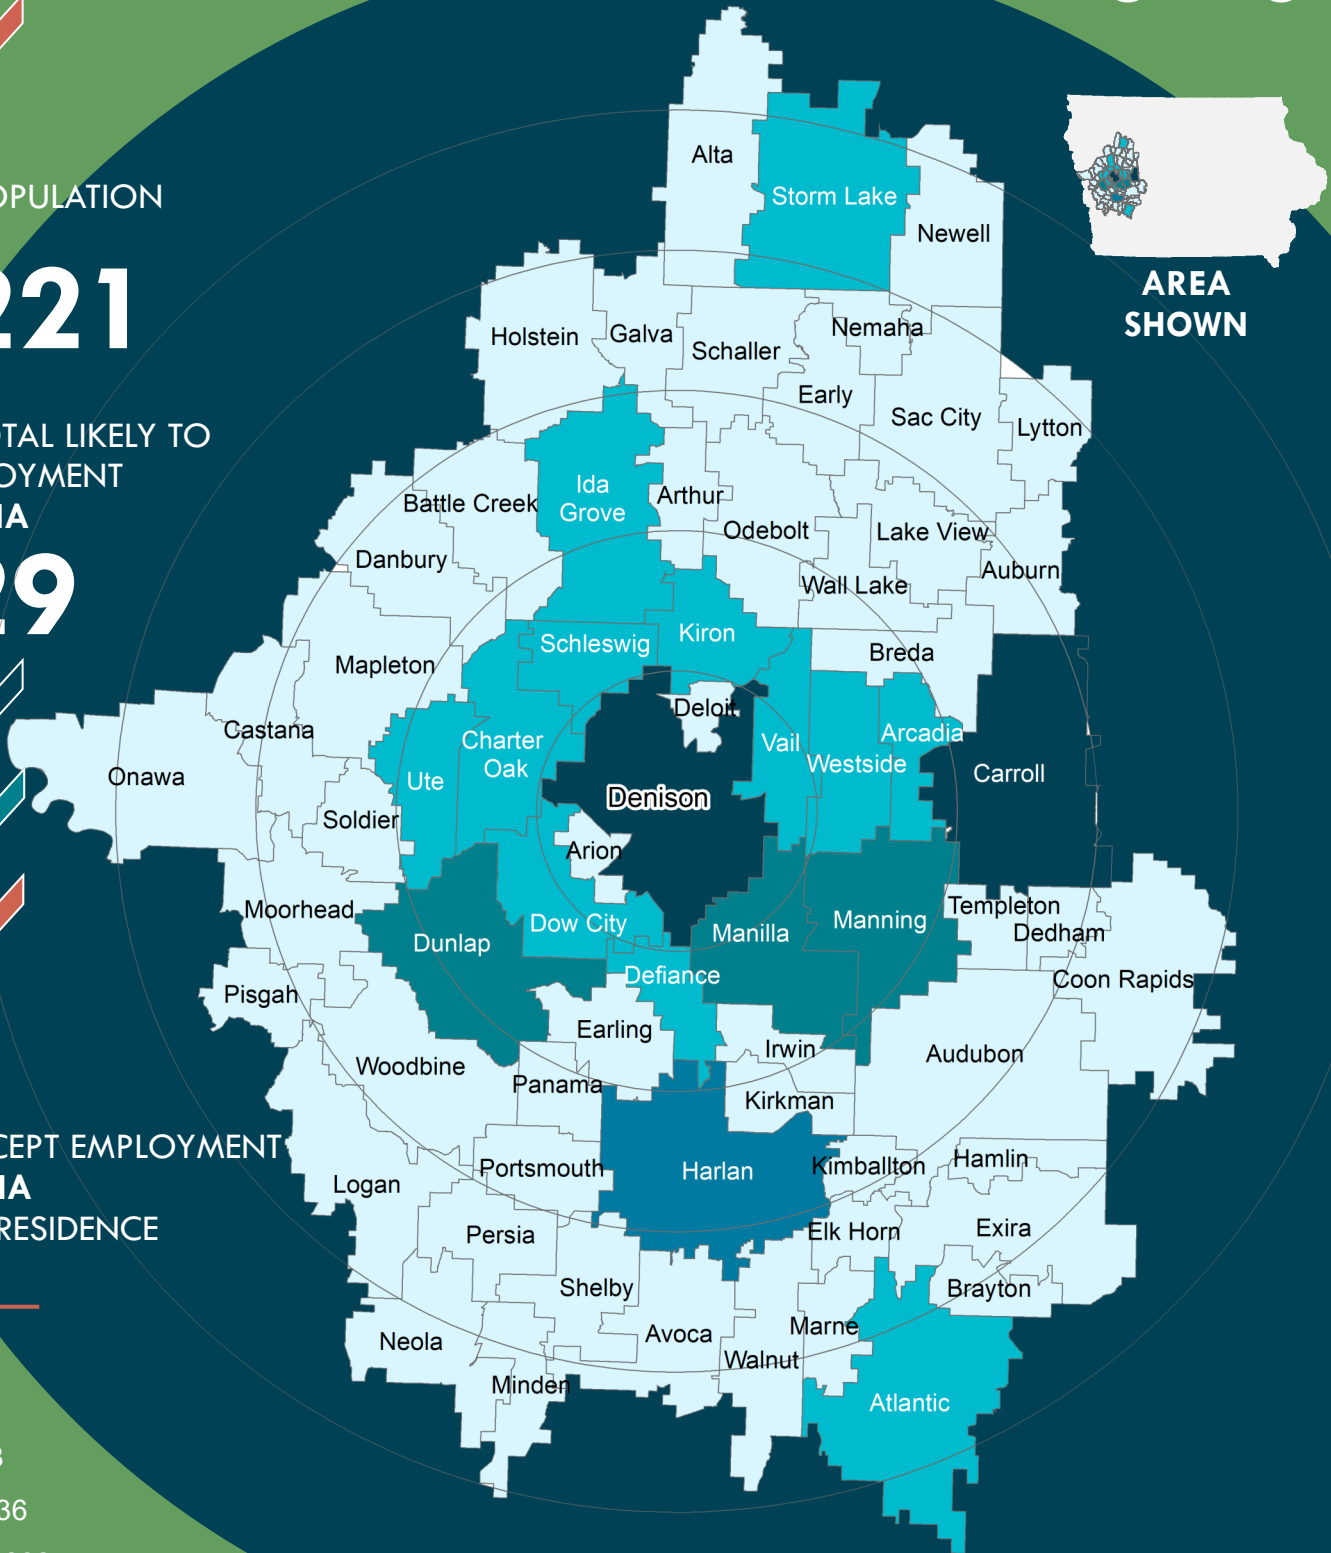 OPULATION
221
OTAL LIKELY TO
OYMENT
IA
29
CEPT EMPLOYMENT
IA
RESIDENCE
36
AREA
SHOWN
Alta
Storm Lake
Newell
Holstein
Galva
Schaller
Nemaha
Early
Sac City
Lytton
Battle Creek
Ida
Grove
Arthur
Odebolt
Lake View
Danbury
Auburn
Wall Lake
Schleswig
Kiron
Breda
Mapleton
Deloit
Castana
Charter
Oak
Vail
Westside
Arcadia
Carroll
Onawa
Ute
Denison
Soldier
Arion
Moorhead
Dow City
Dunlap
Manilla
Manning
Templeton
Dedham
Coon Rapids
Defiance
Pisgah
Earling
Irwin
Audubon
Woodbine
Panama
Kirkman
Logan
Portsmouth
Harlan
Kimballton
Hamlin
Persia
Elk Horn
Exira
Shelby
Brayton
Neola
Avoca
Marne
Walnut
Minden
Atlantic